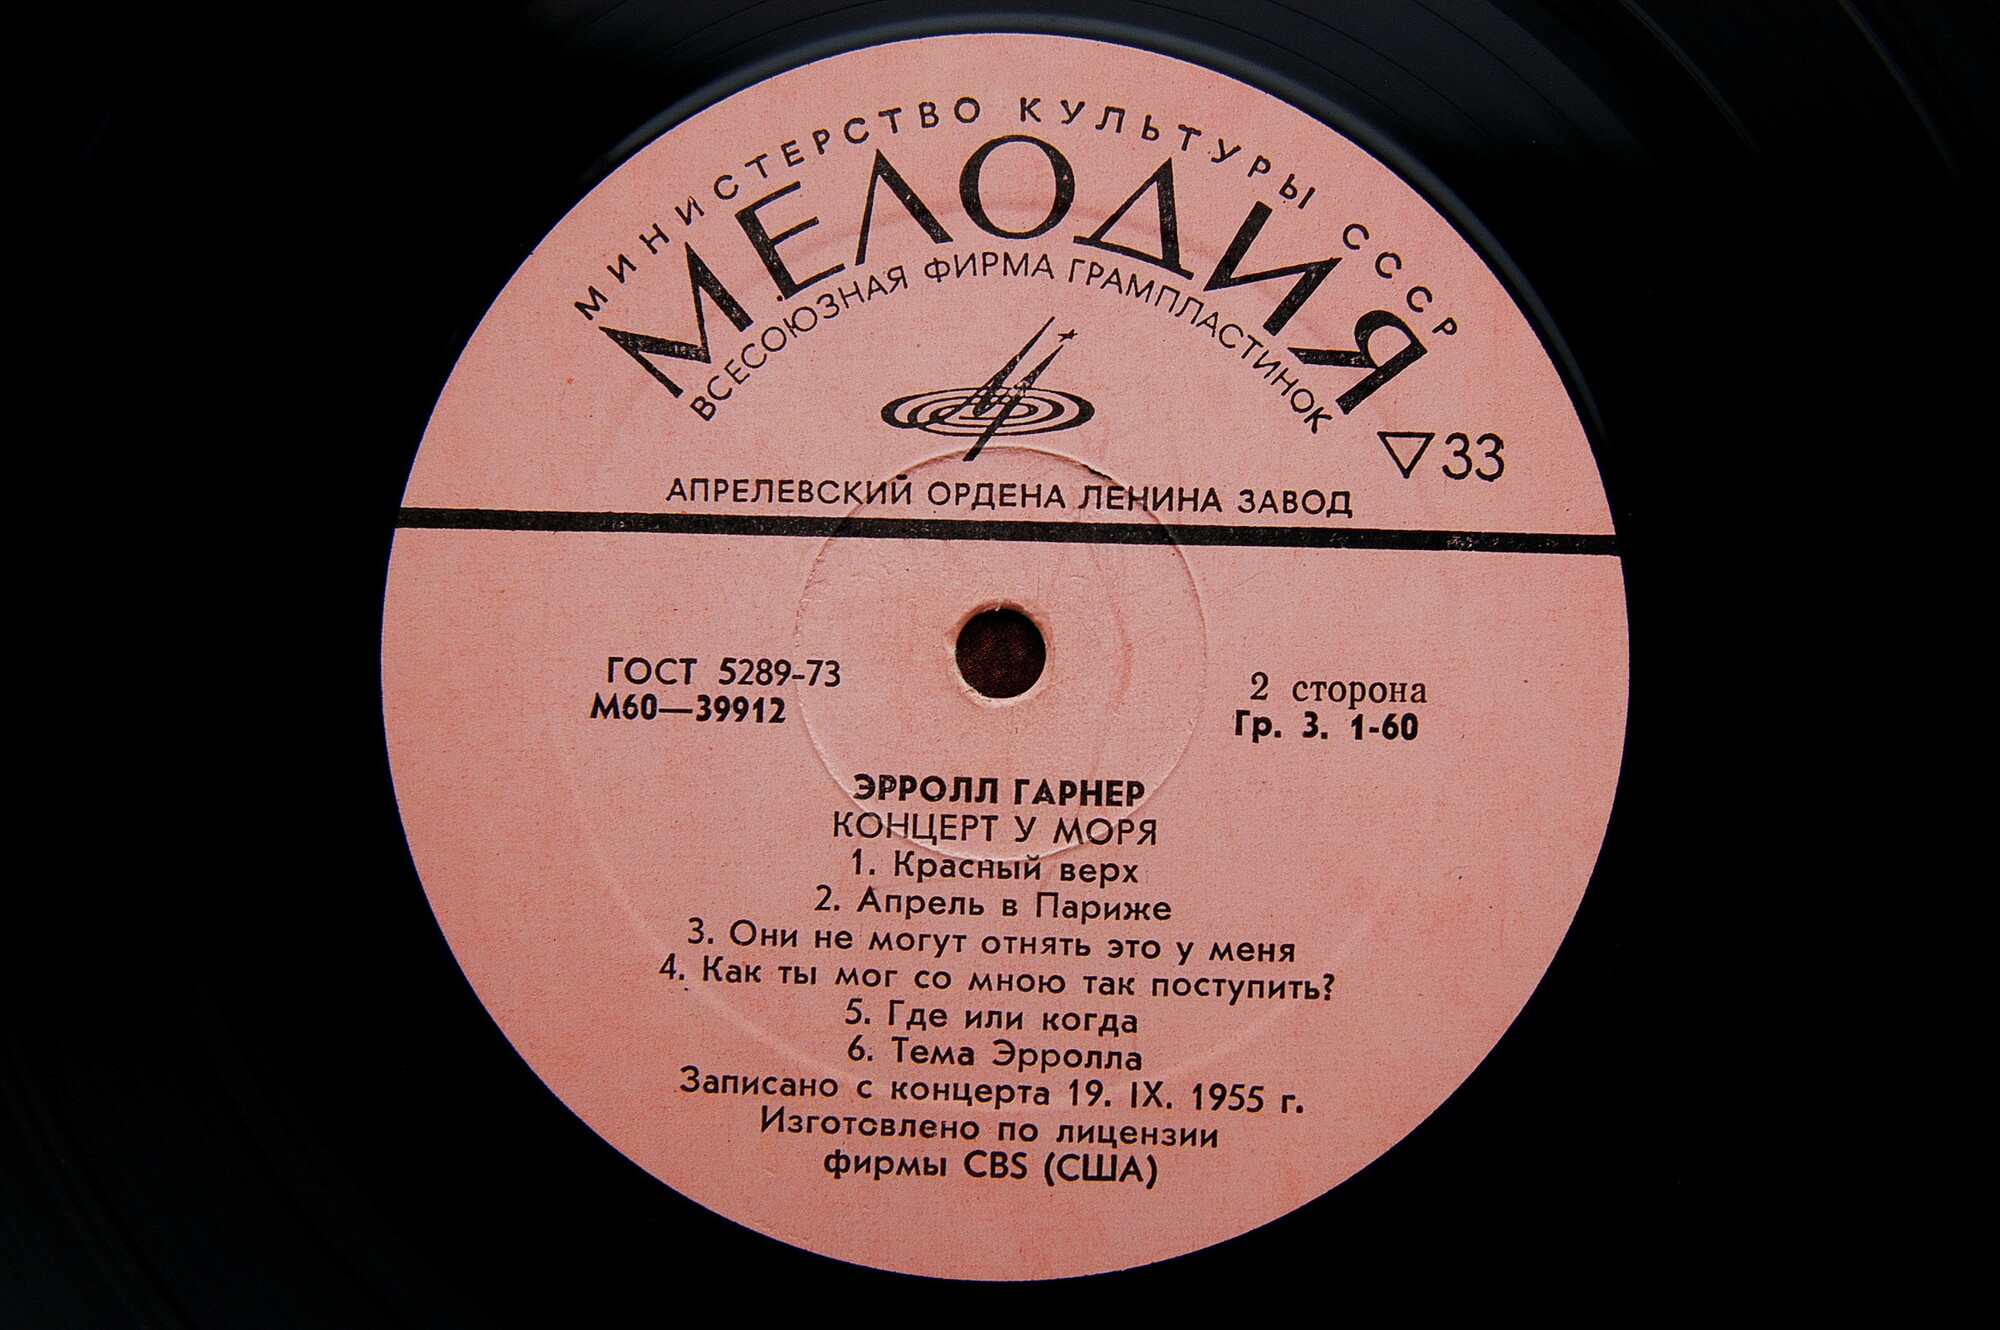 МИНИСТЕРСТВО КУЛЬТУРЫ СССР
МЕЛОДИЯ
ВСЕСОЮЗНАЯ ФИРМА ГРАМПЛАСТИНОК
33
АПРЕЛЕВСКИЙ ОРДЕНА ЛЕНИНА ЗАВОД
ГОСТ 5289-73
М60—39912
2 сторона
Гр. 3. 1-60
ЭРРОЛЛ ГАРНЕР
КОНЦЕРТ У МОРЯ
1. Красный верх
2. Апрель в Париже
3. Они не могут отнять это у меня
4. Как ты мог со мною так поступить?
5. Где или когда
6. Тема Эрролла
Записано с концерта 19. IX. 1955 г.
Изготовлено по лицензии
фирмы CBS (США)